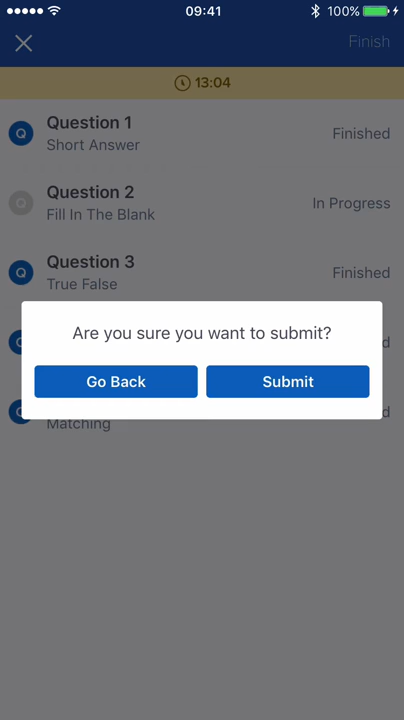 09:41
100%
Finish
13:04
Q
Question 1
Short Answer
Finished
Q
Question 2
Fill In The Blank
In Progress
Q
Question 3
True False
Finished
Are you sure you want to submit?
Go Back
Submit
Matching